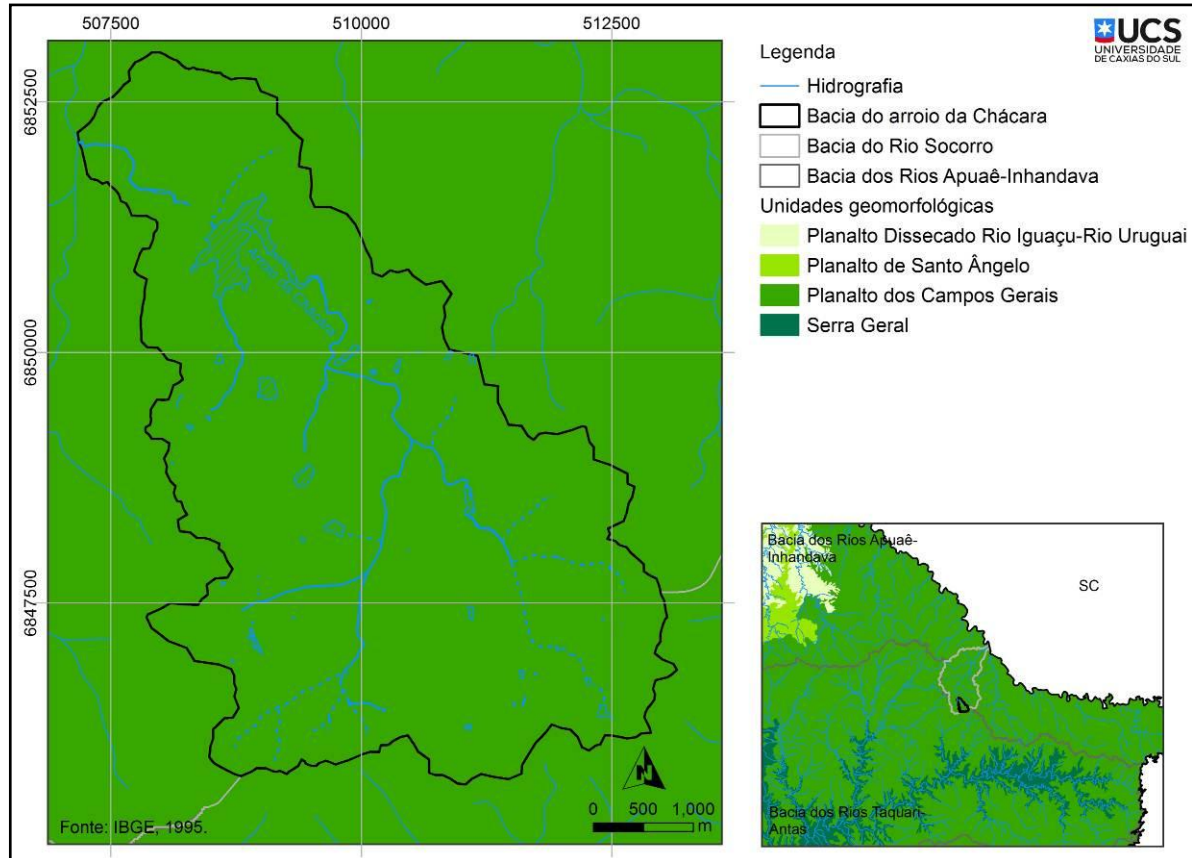 507500
510000
512500
6852500
6850000
6847500
UCS
UNIVERSIDADE
DE CAXIAS DO SUL
Legenda
Hidrografia
Bacia do arroio da Chácara
Bacia do Rio Socorro
Bacia dos Rios Apuaê-Inhandava
Unidades geomorfológicas
Planalto Dissecado Rio Iguaçu-Rio Uruguai
Planalto de Santo Ângelo
Planalto dos Campos Gerais
Serra Geral
N
0 500 1,000
m
Fonte: IBGE, 1995.
Bacia dos Rios Apuaê-
Inhandava
SC
Bacia dos Rios Taquari-
Antas